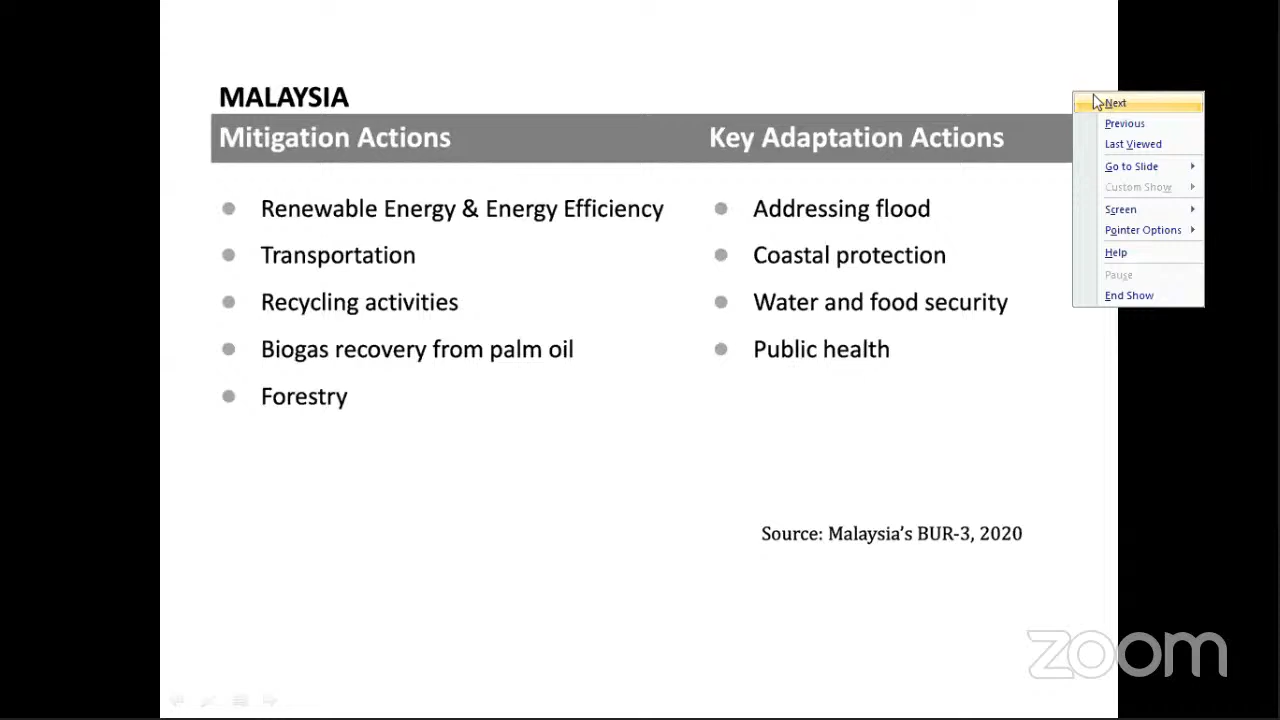 MALAYSIA
Mitigation Actions
Renewable Energy & Energy Efficiency
Transportation
Recycling activities
Biogas recovery from palm oil
Forestry
Key Adaptation Actions
Addressing flood
Coastal protection
Water and food security
Public health
Source: Malaysia's BUR-3, 2020
Next
Previous
Last Viewed
Go to Slide
Custom Show
Screen
Pointer Options
Help
Pause
End Show
zoom